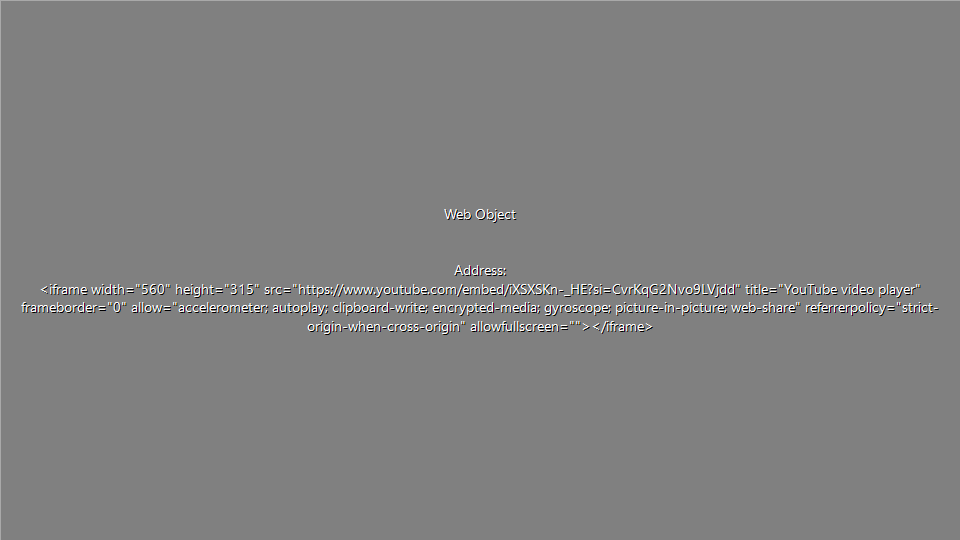 Web Object
Address:
<iframe width="560" height="315" src="https://www.youtube.com/embed/iXSXSKn-_HE?si=CvrKqG2Nvo9LVjdd" title="YouTube video player"
frameborder="0" allow="accelerometer; autoplay; clipboard-write; encrypted-media; gyroscope; picture-in-picture; web-share" referrerpolicy="strict-
origin-when-cross-origin" allowfullscreen=""></iframe>